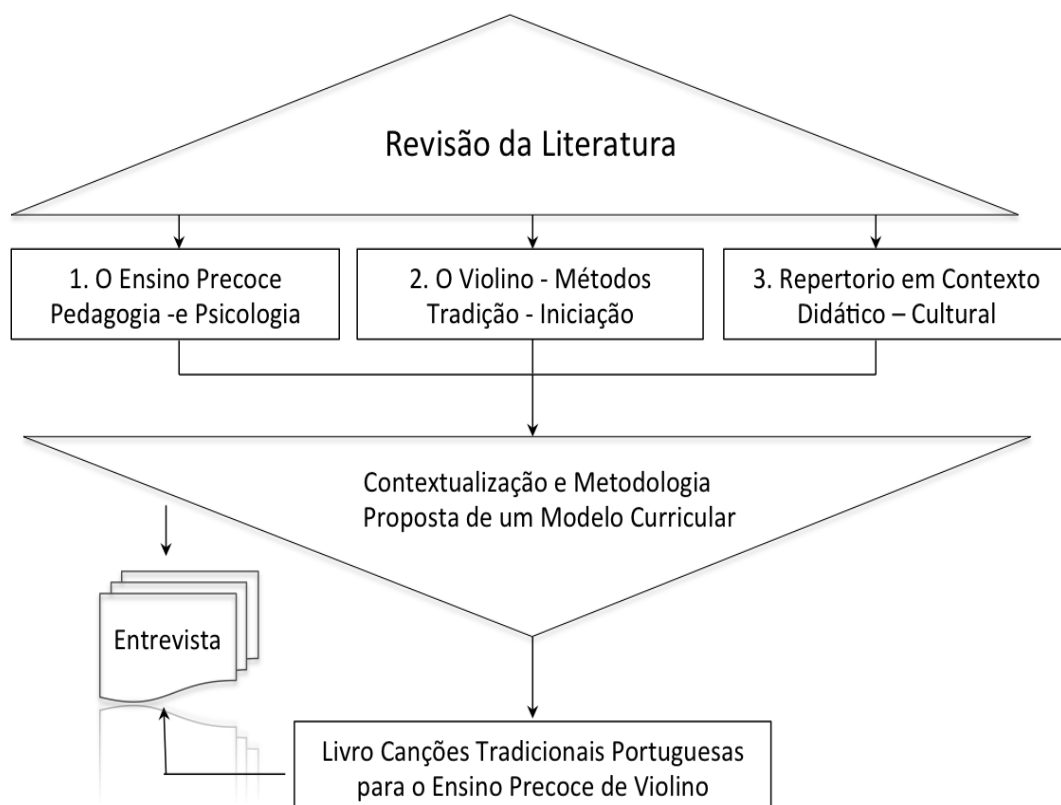 Revisão da Literatura
1. O Ensino Precoce
Pedagogia -e Psicologia
2. O Violino - Métodos
Tradição - Iniciação
3. Repertorio em Contexto
Didático – Cultural
Contextualização e Metodologia
Proposta de um Modelo Curricular
Entrevista
Livro Canções Tradicionais Portuguesas
para o Ensino Precoce de Violino